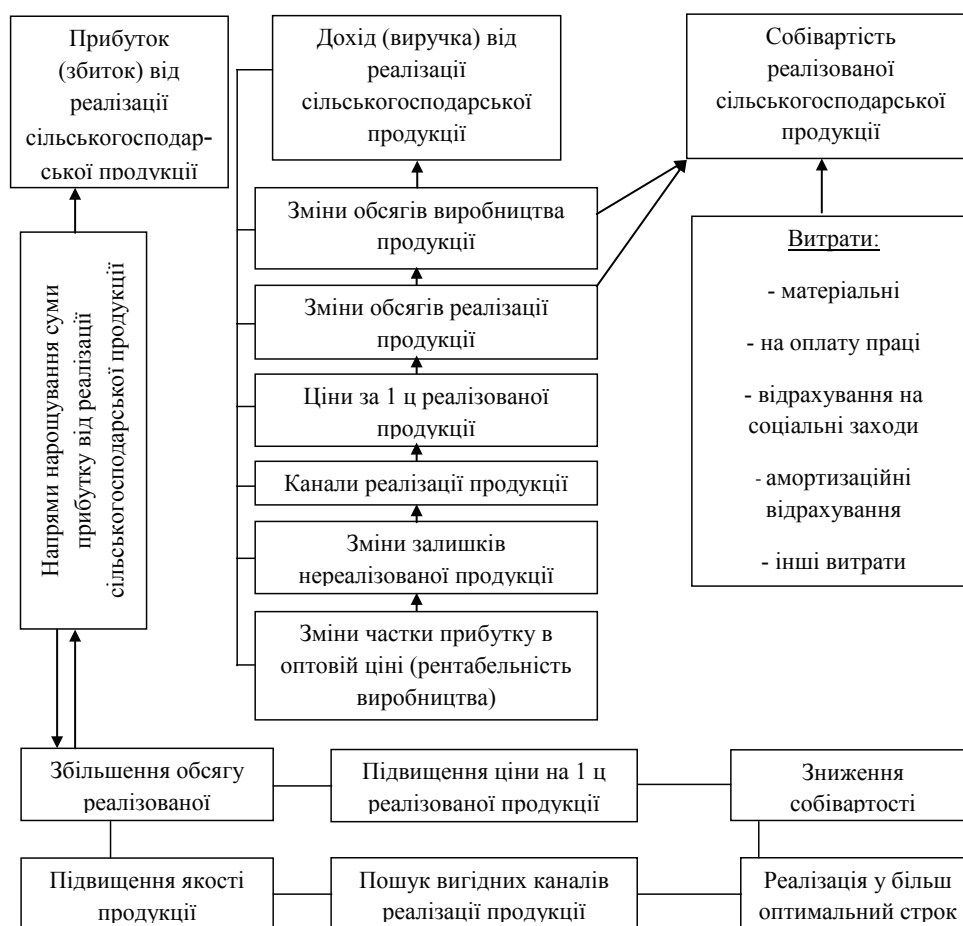 Прибуток
(збиток) від
реалізації
сільськогосподар-
ської продукції
Дохід (виручка) від
реалізації
сільськогосподарської
продукції
Собівартість
реалізованої
сільськогосподарської
продукції
Напрями нарощування суми
прибутку від реалізації
сільськогосподарської продукції
Зміни обсягів виробництва
продукції
Зміни обсягів реалізації
продукції
Ціни за 1 ц реалізованої
продукції
Канали реалізації продукції
Зміни залишків
нереалізованої продукції
Зміни частки прибутку в
оптовій ціні (рентабельність
виробництва)
Витрати:
- матеріальні
- на оплату праці
- відрахування на
соціальні заходи
- амортизаційні
відрахування
- інші витрати
Збільшення обсягу
реалізованої
Підвищення ціни на 1 ц
реалізованої продукції
Зниження
собівартості
Підвищення якості
продукції
Пошук вигідних каналів
реалізації продукції
Реалізація у більш
оптимальний строк